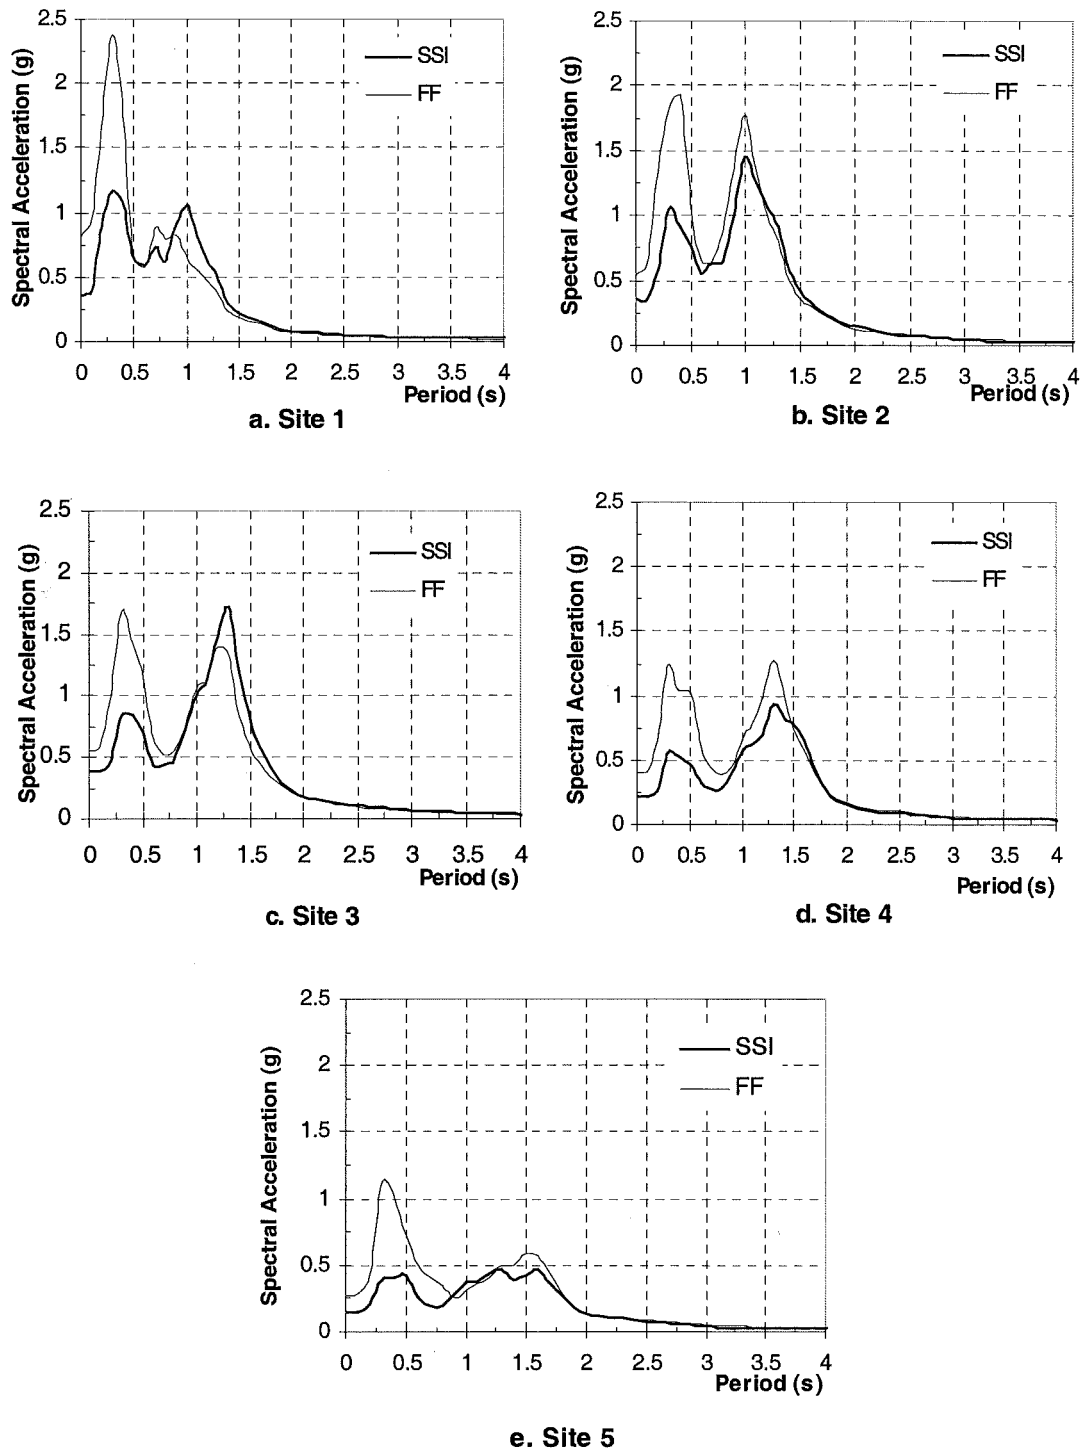 2.5
2
1.5
1
0.5
0
Spectral Acceleration (g)
SSI
FF
0 0.5 1 1.5 2 2.5 3 3.5 4
Period (s)
a. Site 1
2.5
2
1.5
1
0.5
0
Spectral Acceleration (g)
SSI
FF
0 0.5 1 1.5 2 2.5 3 3.5 4
Period (s)
b. Site 2
2.5
2
1.5
1
0.5
0
Spectral Acceleration (g)
SSI
FF
0 0.5 1 1.5 2 2.5 3 3.5 4
Period (s)
c. Site 3
2.5
2
1.5
1
0.5
0
Spectral Acceleration (g)
SSI
FF
0 0.5 1 1.5 2 2.5 3 3.5 4
Period (s)
d. Site 4
2.5
2
1.5
1
0.5
0
Spectral Acceleration (g)
SSI
FF
0 0.5 1 1.5 2 2.5 3 3.5 4
Period (s)
e. Site 5